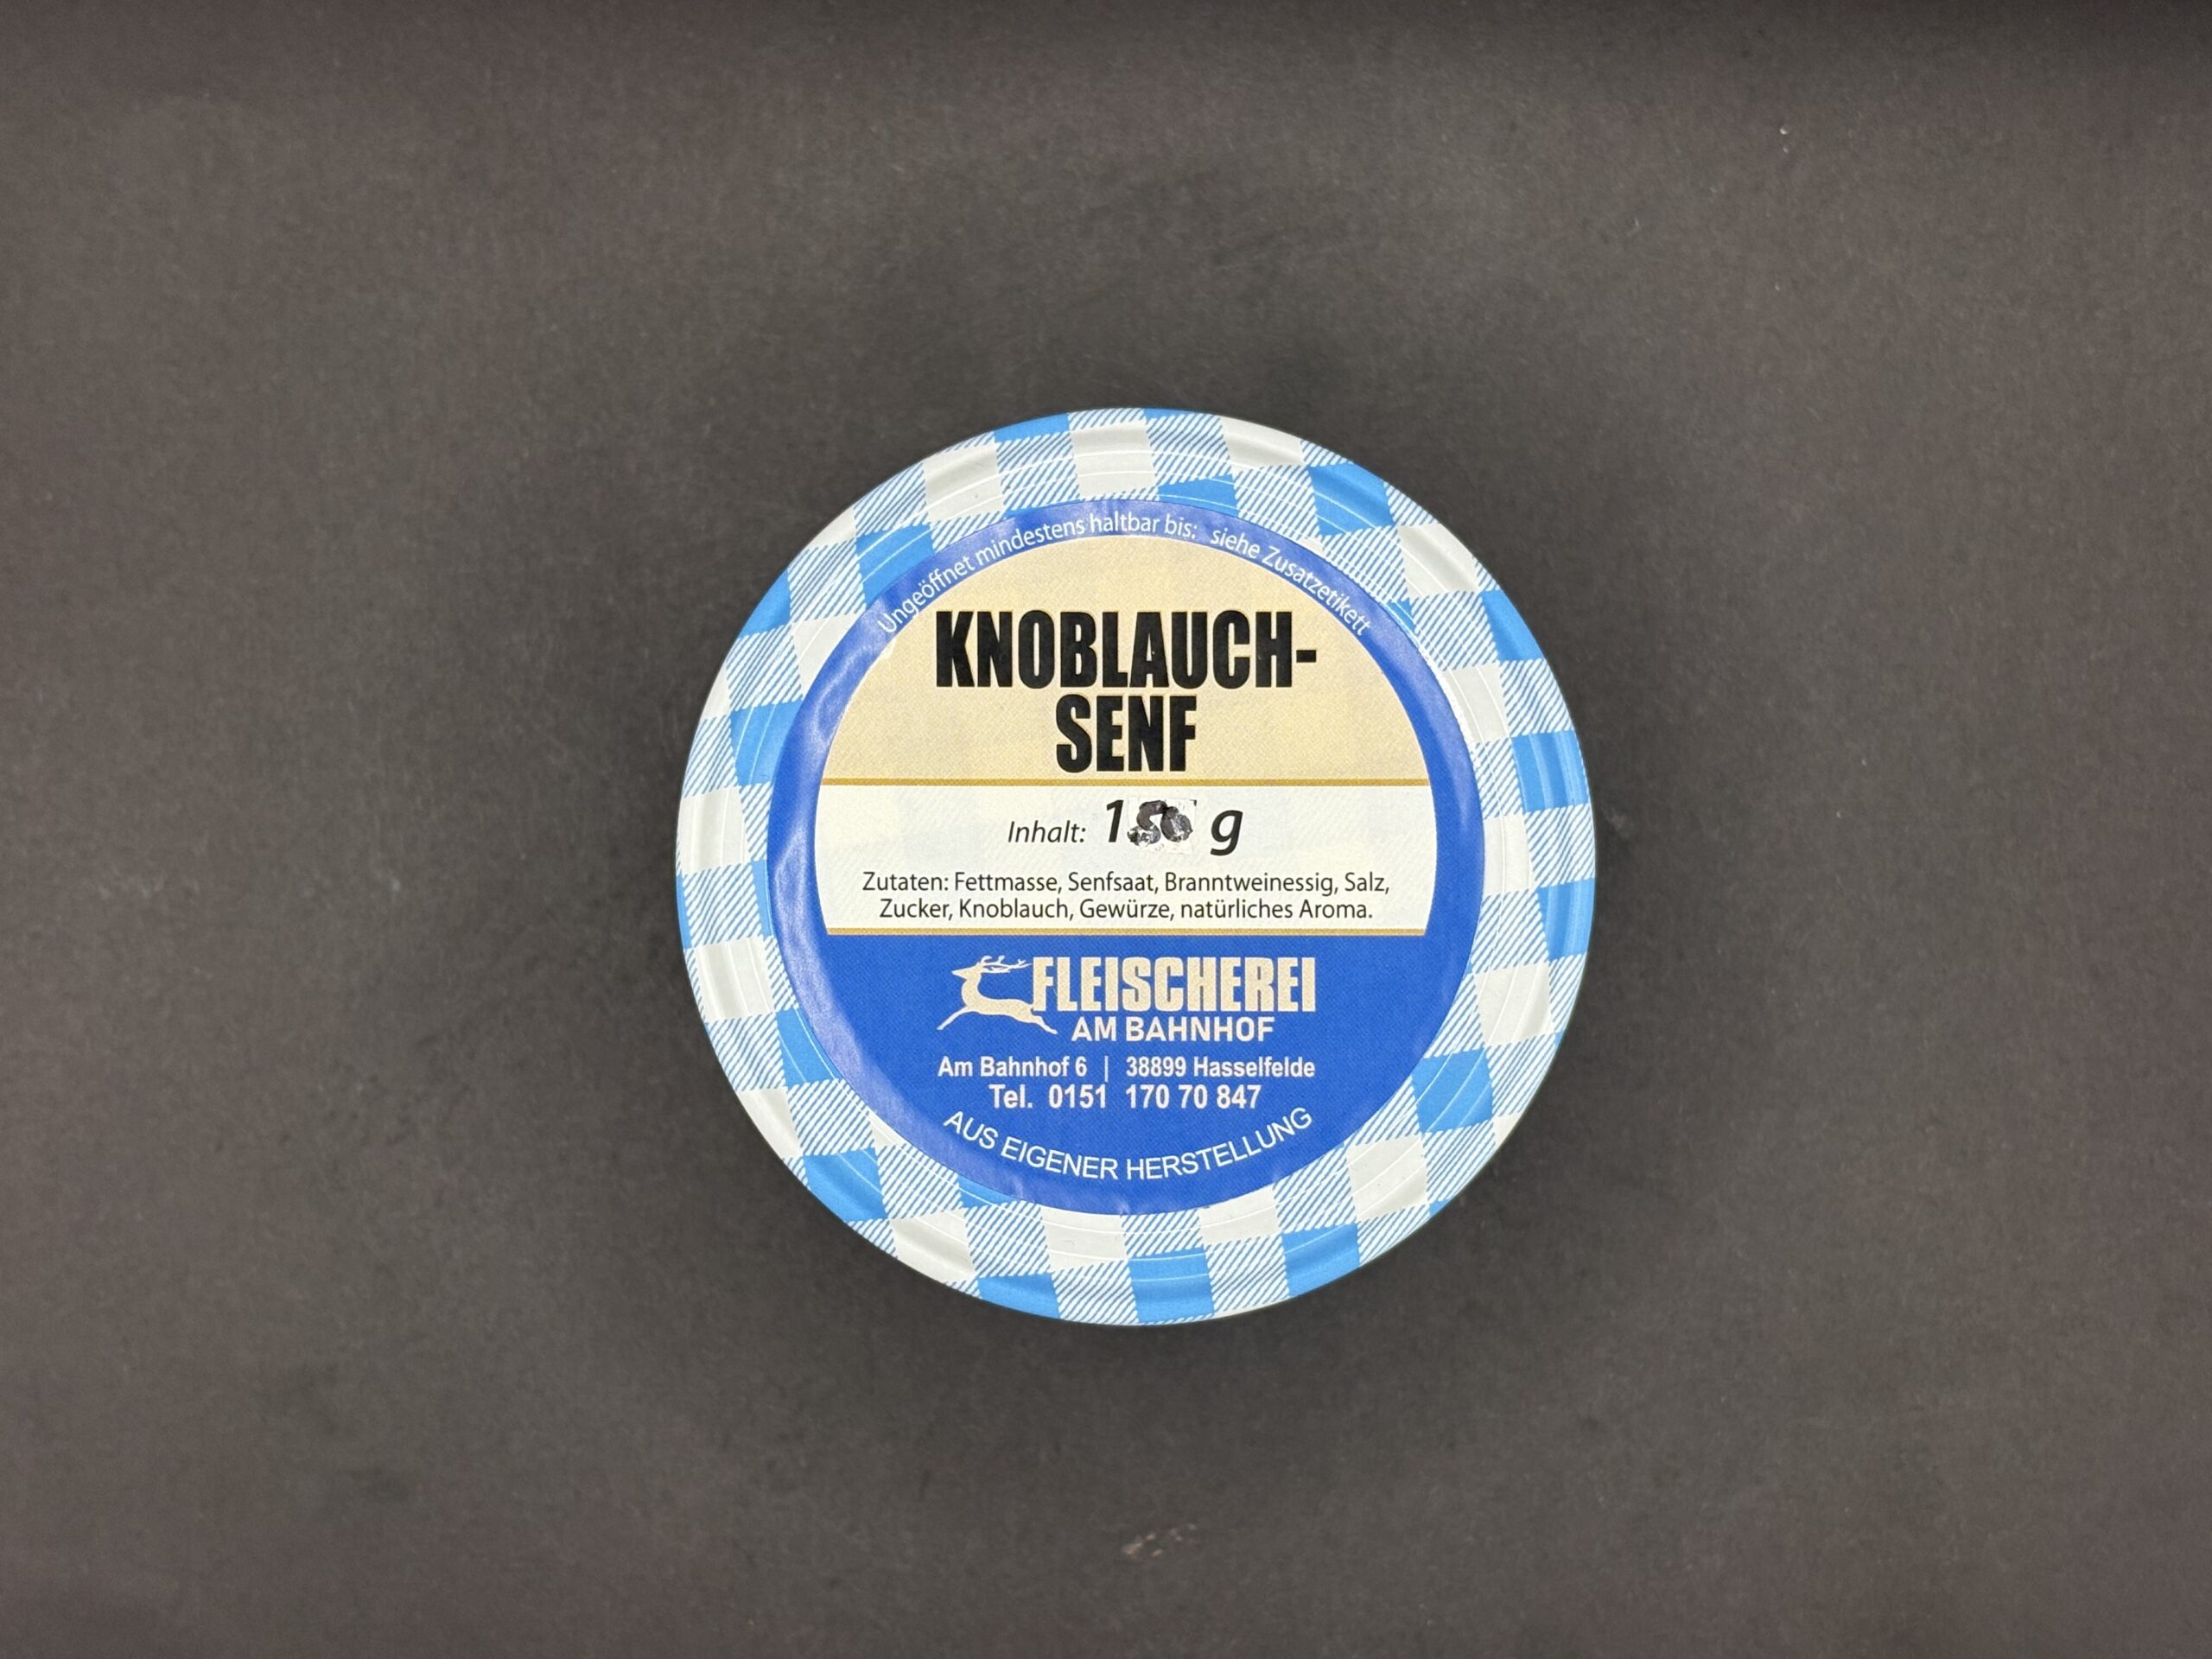 Ungeöffnet mindestens haltbar bis: siehe Zusatzetikett
KNOBLAUCH-
SENF
Inhalt: g
Zutaten: Fettmasse, Senfsaat, Branntweinessig, Salz,
Zucker, Knoblauch, Gewürze, natürliches Aroma.
FLEISCHEREI
AM BAHNHOF
Am Bahnhof 6 | 38899 Hasselfelde
Tel. 0151 170 70 847
AUS EIGENER HERSTELLUNG